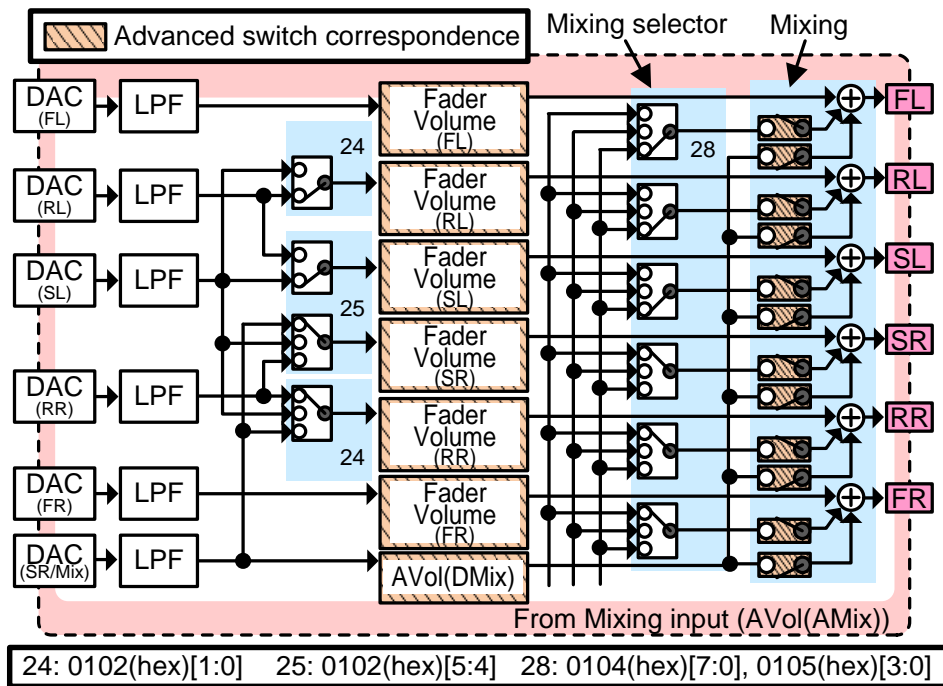 Advanced switch correspondence
Mixing selector
Mixing
DAC
(FL)
LPF
Fader
Volume
(FL)
FL
24
28
DAC
(RL)
LPF
Fader
Volume
(RL)
RL
DAC
(SL)
LPF
Fader
Volume
(SL)
SL
25
Fader
Volume
(SR)
SR
DAC
(RR)
LPF
Fader
Volume
(RR)
RR
24
DAC
(FR)
LPF
Fader
Volume
(FR)
FR
DAC
(SR/Mix)
LPF
AVol(DMix)
From Mixing input (AVol(AMix))
24: 0102(hex)[1:0] 25: 0102(hex)[5:4] 28: 0104(hex)[7:0], 0105(hex)[3:0]